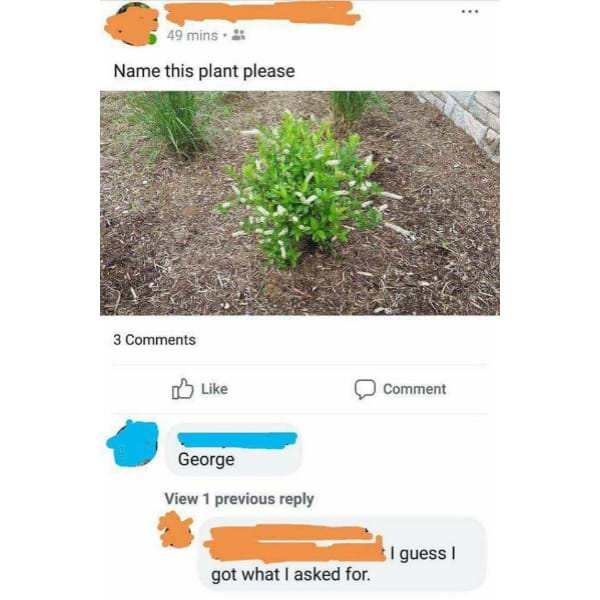 49 mins
Name this plant please
3 Comments
Like
Comment
George
View 1 previous reply
I guess I
got what I asked for.